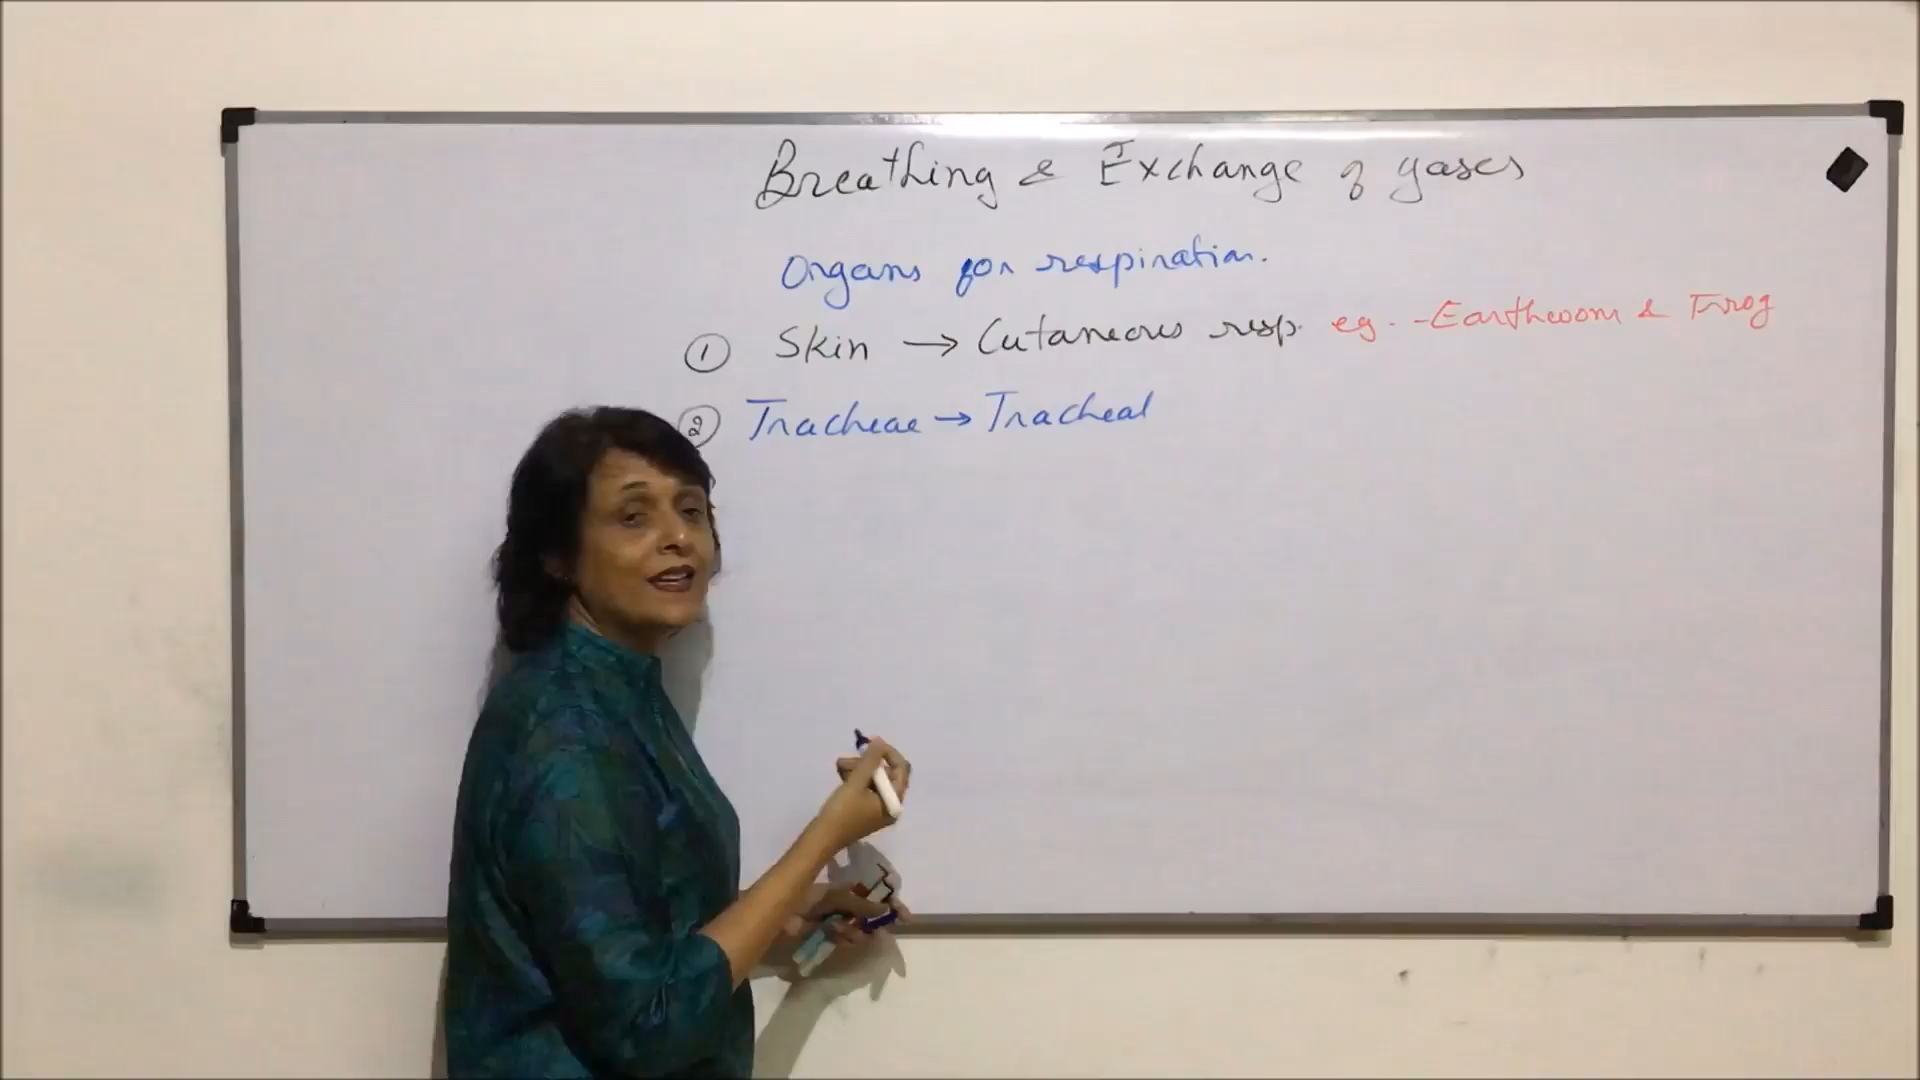 Breathing & Exchange of gases
Organs for respiration.
① Skin → Cutaneous resp. eg. - Earthworm & Frog
② Tracheae → Tracheal